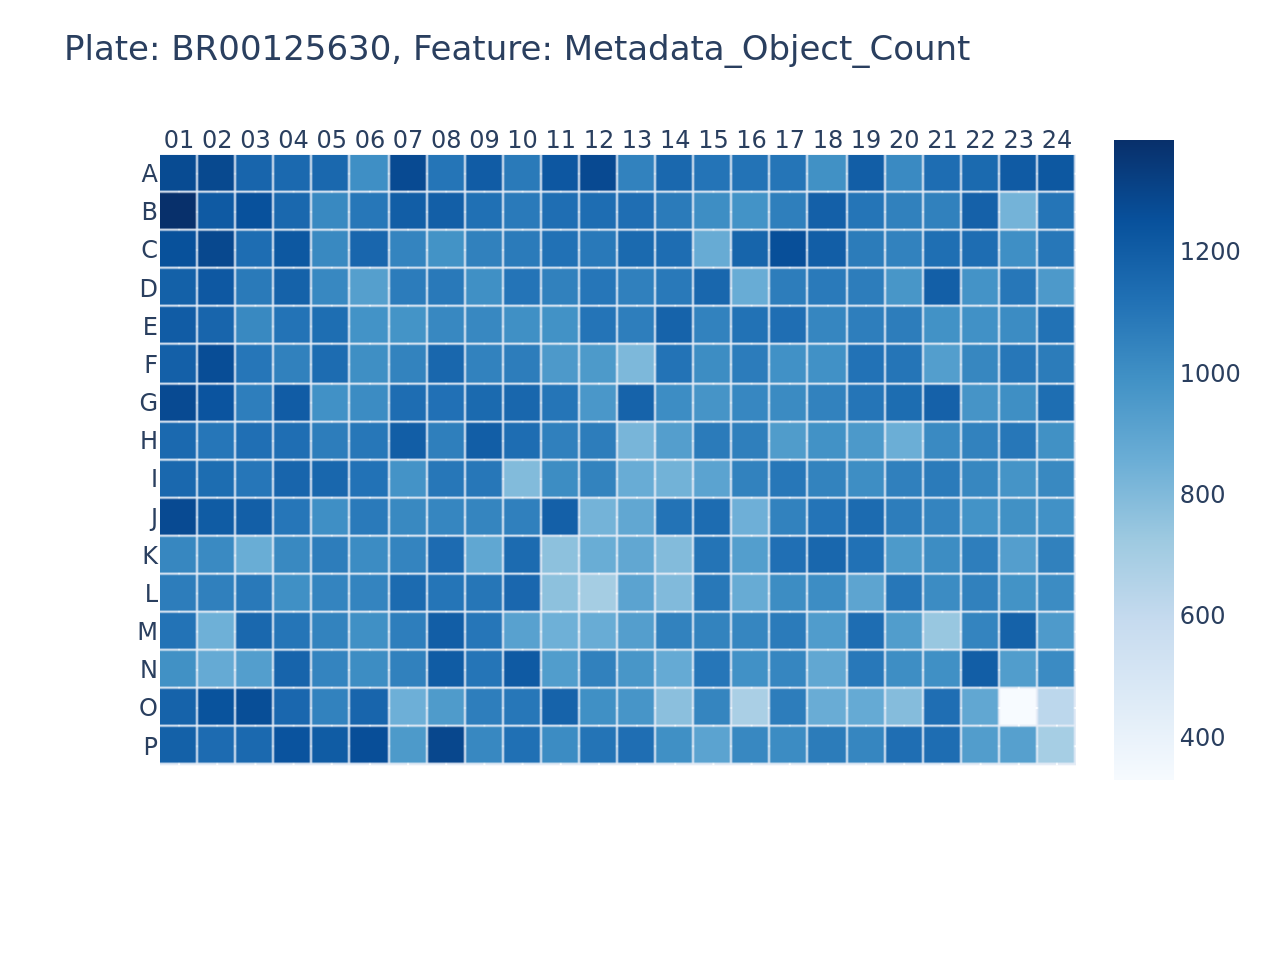 Plate: BR00125630, Feature: Metadata_Object_Count
01 02 03 04 05 06 07 08 09 10 11 12 13 14 15 16 17 18 19 20 21 22 23 24
A
B
C
D
E
F
G
H
I
J
K
L
M
N
O
P
1200
1000
800
600
400